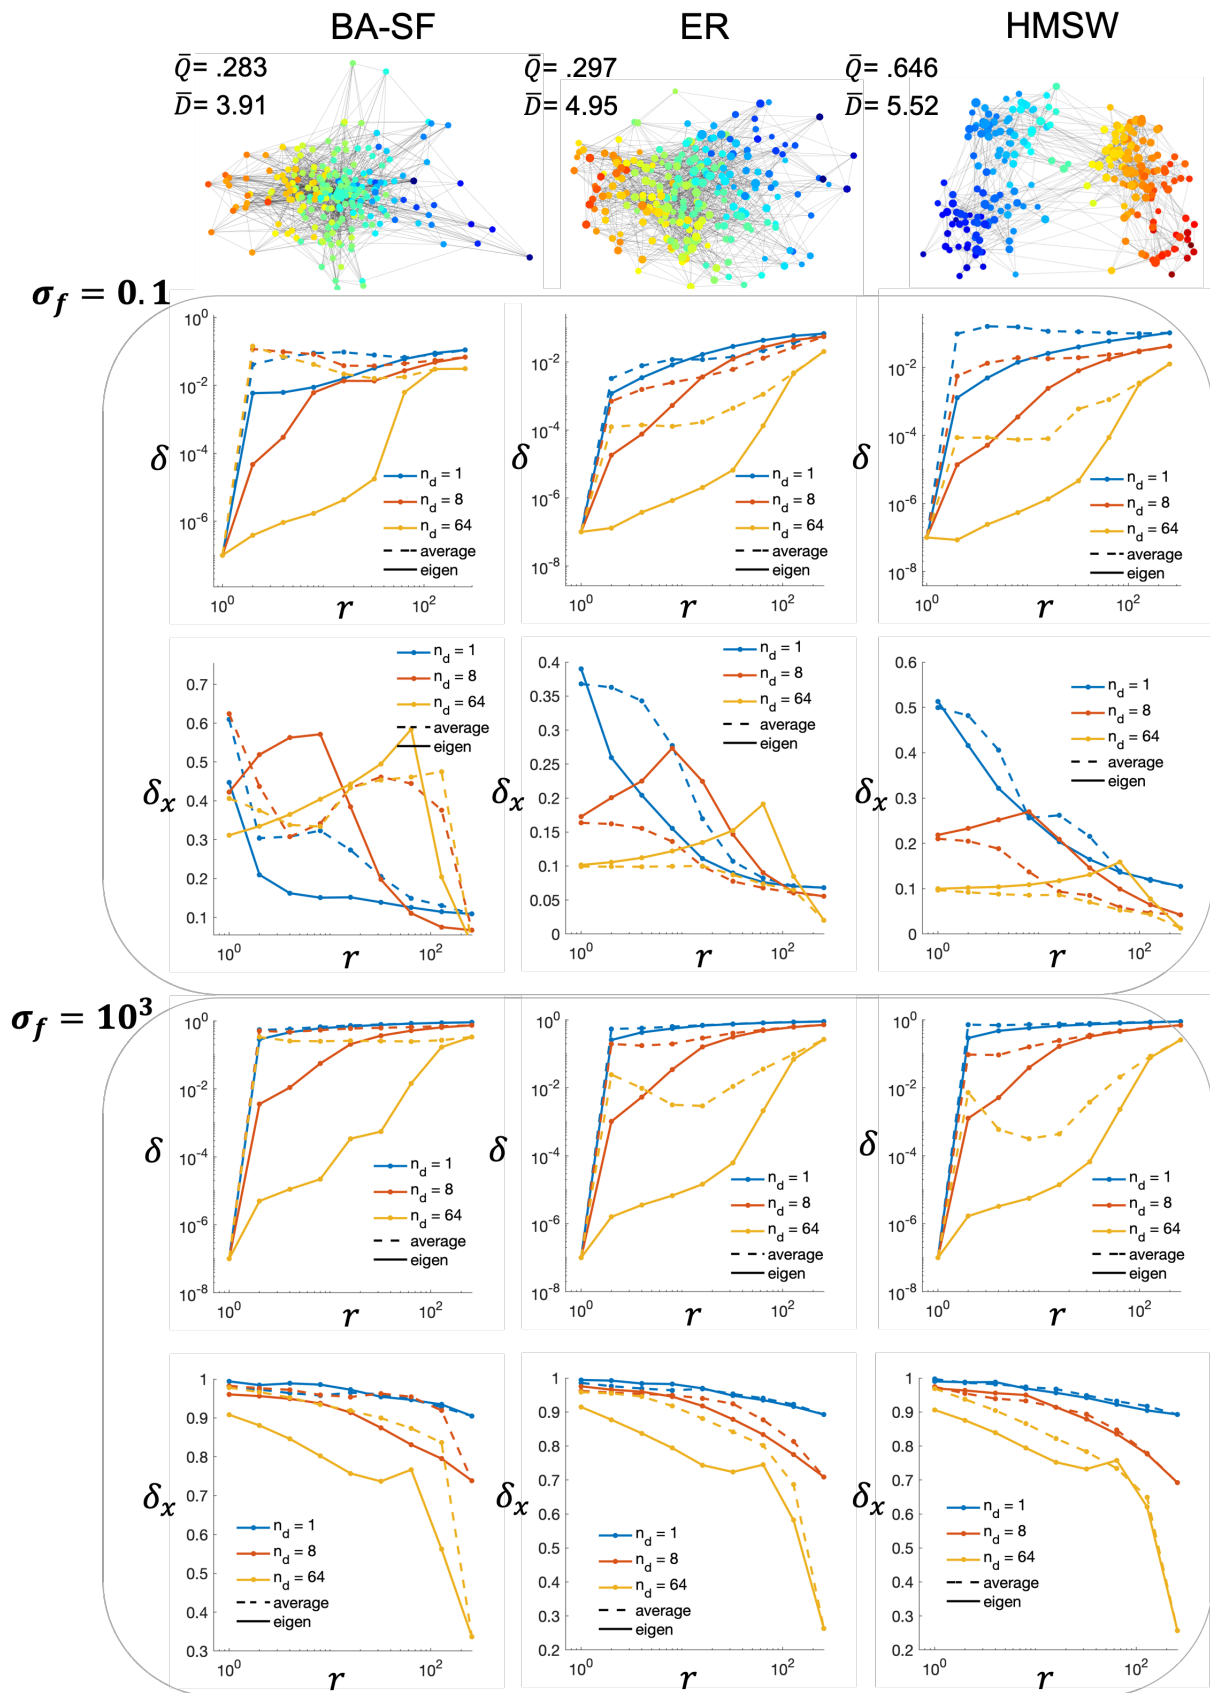 BA-SF ER HMSW
Q̅= .283 Q̅= .297 Q̅= .646
D̅= 3.91 D̅= 4.95 D̅= 5.52
σ_f = 0.1
10^0
10^-2
10^-4
10^-6
δ
n_d = 1
n_d = 8
n_d = 64
average
eigen
10^0 r 10^2
10^-2
10^-4
10^-6
10^-8
δ
n_d = 1
n_d = 8
n_d = 64
average
eigen
10^0 r 10^2
10^-2
10^-4
10^-6
10^-8
δ
n_d = 1
n_d = 8
n_d = 64
average
eigen
10^0 r 10^2
0.7
0.6
0.5
0.4
0.3
0.2
0.1
δ_x
n_d = 1
n_d = 8
n_d = 64
average
eigen
10^0 r 10^2
0.4
0.35
0.3
0.25
0.2
0.15
0.1
0.05
0
δ_x
n_d = 1
n_d = 8
n_d = 64
average
eigen
10^0 r 10^2
0.6
0.5
0.4
0.3
0.2
0.1
0
δ_x
n_d = 1
n_d = 8
n_d = 64
average
eigen
10^0 r 10^2
σ_f = 10^3
10^0
10^-2
10^-4
10^-6
10^-8
δ
n_d = 1
n_d = 8
n_d = 64
average
eigen
10^0 r 10^2
10^0
10^-2
10^-4
10^-6
10^-8
δ
n_d = 1
n_d = 8
n_d = 64
average
eigen
10^0 r 10^2
10^0
10^-2
10^-4
10^-6
10^-8
δ
n_d = 1
n_d = 8
n_d = 64
average
eigen
10^0 r 10^2
1
0.9
0.8
0.7
0.6
0.5
0.4
0.3
δ_x
n_d = 1
n_d = 8
n_d = 64
average
eigen
10^0 r 10^2
1
0.9
0.8
0.7
0.6
0.5
0.4
0.3
0.2
δ_x
n_d = 1
n_d = 8
n_d = 64
average
eigen
10^0 r 10^2
1
0.9
0.8
0.7
0.6
0.5
0.4
0.3
0.2
δ_x
n_d = 1
n_d = 8
n_d = 64
average
eigen
10^0 r 10^2